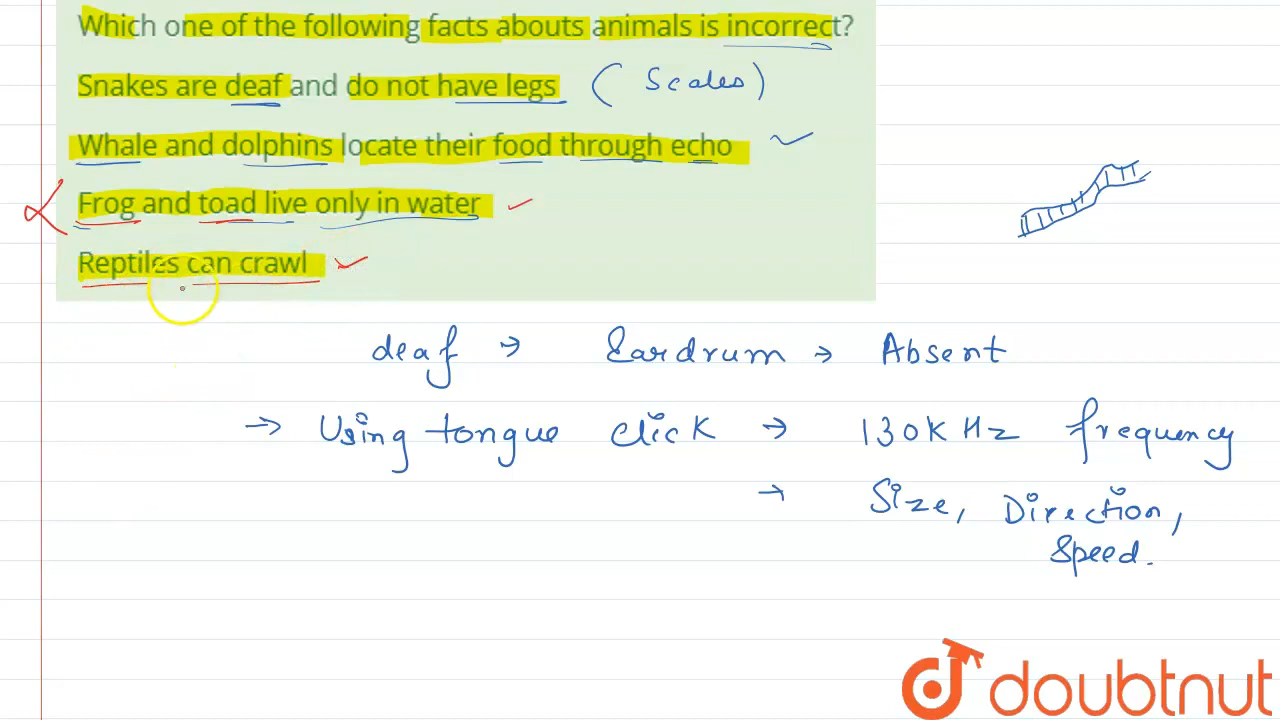 Which one of the following facts abouts animals is incorrect?
Snakes are deaf and do not have legs (Scales)
Whale and dolphins locate their food through echo
Frog and toad live only in water
Reptiles can crawl
deaf → Eardrum → Absent
→ Using tongue click → 130K Hz frequency
→ Size, Direction,
Speed.
doubtnut